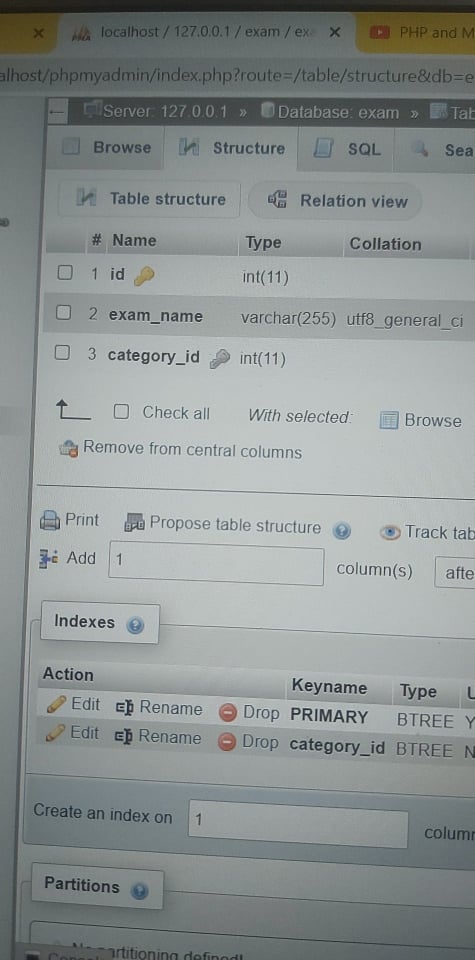 localhost / 127.0.0.1 / exam / exa
PHP and M
alhost/phpmyadmin/index.php?route=/table/structure&db=e
Server: 127.0.0.1 » Database: exam » Tab
Browse Structure SQL Sea
Table structure Relation view
# Name Type Collation
1 id int(11)
2 exam_name varchar(255) utf8_general_ci
3 category_id int(11)
Check all With selected: Browse
Remove from central columns
Print Propose table structure Track tab
Add 1 column(s) afte
Indexes
Action Keyname Type U
Edit Rename Drop PRIMARY BTREE Y
Edit Rename Drop category_id BTREE N
Create an index on 1 column
Partitions
No partitioning defined!